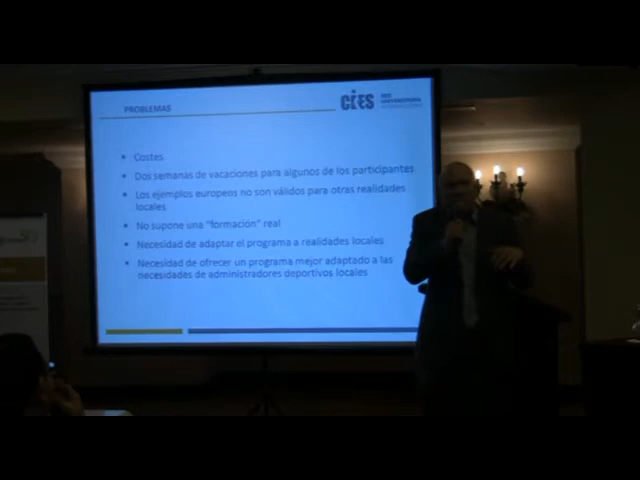 PROBLEMAS
CIES
RED
UNIVERSITARIA
Costes
Dos semanas de vacaciones para algunos de los participantes
Los ejemplos europeos no son válidos para otras realidades
locales
No supone una "formación" real
Necesidad de adaptar el programa a realidades locales
Necesidad de ofrecer un programa mejor adaptado a las
necesidades de administradores deportivos locales